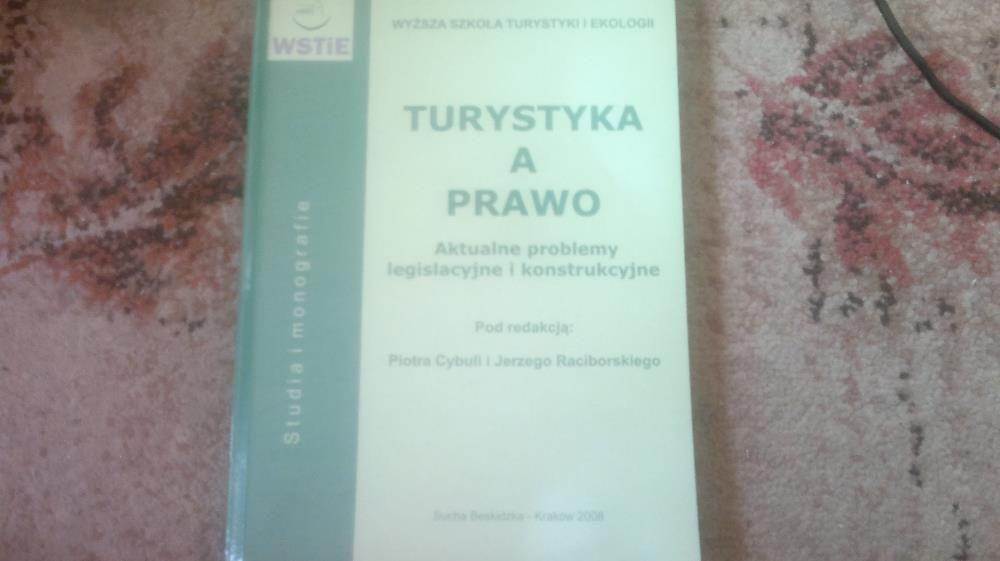 WSTiE
WYŻSZA SZKOŁA TURYSTYKI I EKOLOGII
TURYSTYKA
A
PRAWO
Aktualne problemy
legislacyjne i konstrukcyjne
Pod redakcją:
Piotra Cybuli i Jerzego Raciborskiego
Studia i monografie
Sucha Beskidzka - Kraków 2008